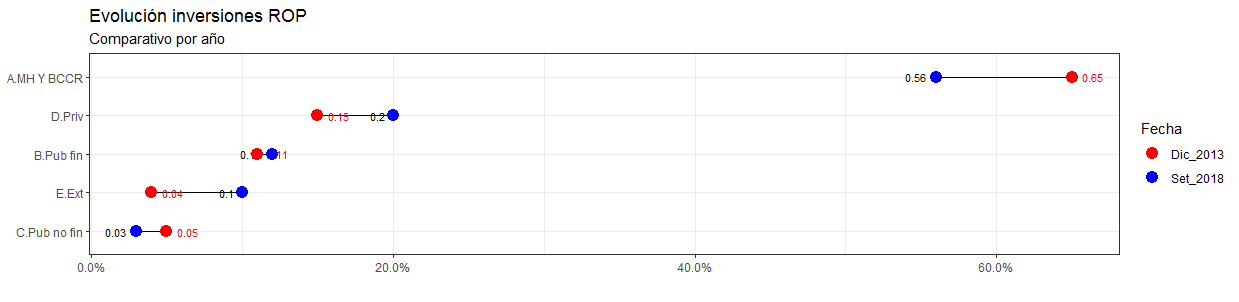 Evolución inversiones ROP
Comparativo por año
A.MH Y BCCR
0.56
0.65
D.Priv
0.15
0.2
B.Pub fin
E.Ext
0.04
0.1
C.Pub no fin
0.03
0.05
0.0%
20.0%
40.0%
60.0%
Fecha
Dic_2013
Set_2018